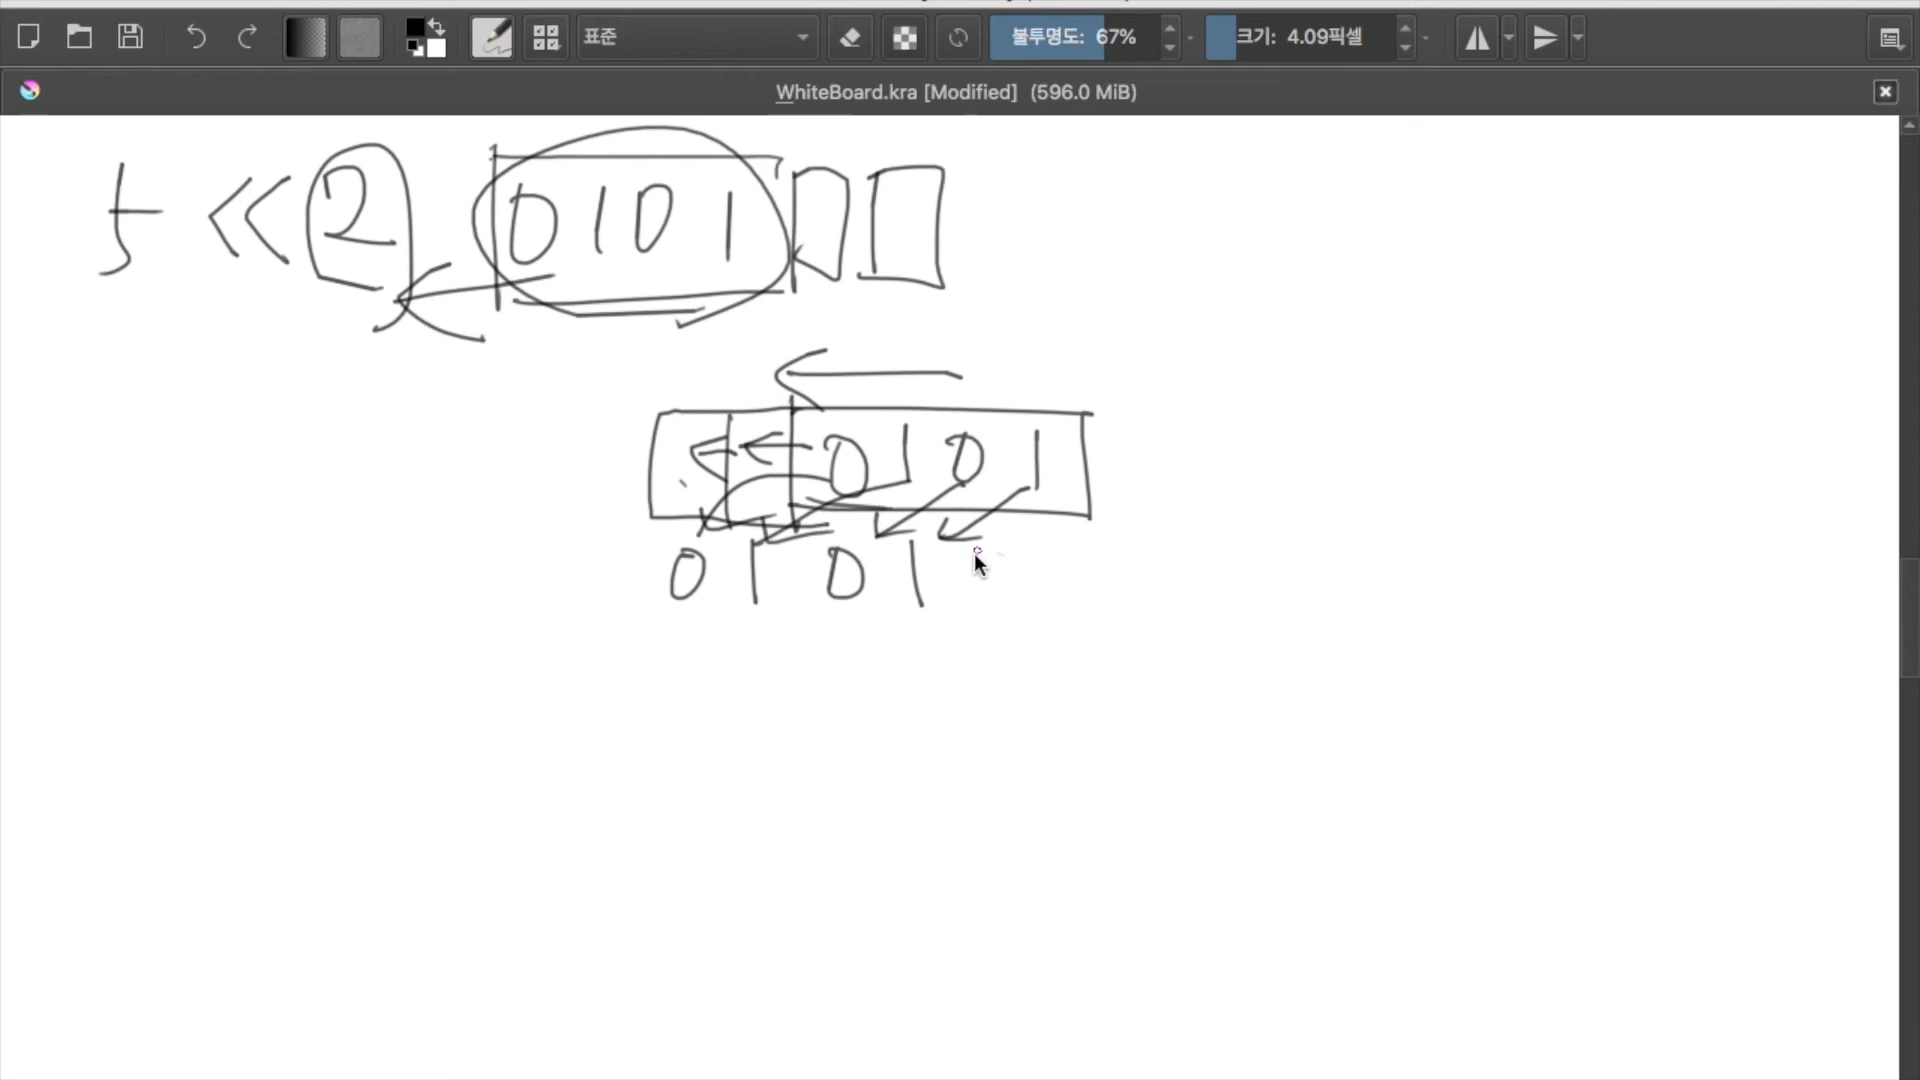 표준
불투명도: 67%
크기: 4.09픽셀
WhiteBoard.kra [Modified] (596.0 MiB)
5 << 2 0101
0101
0101